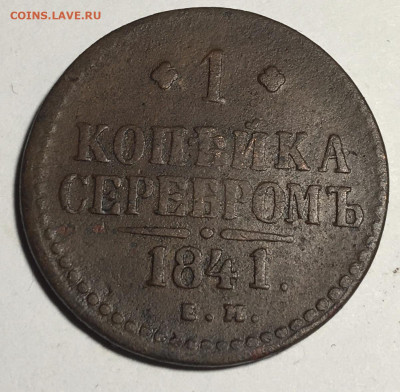 COINS.LAVE.RU
1
КОПѢЙКА
СЕРЕБРОМЪ
1841.
Е.М.